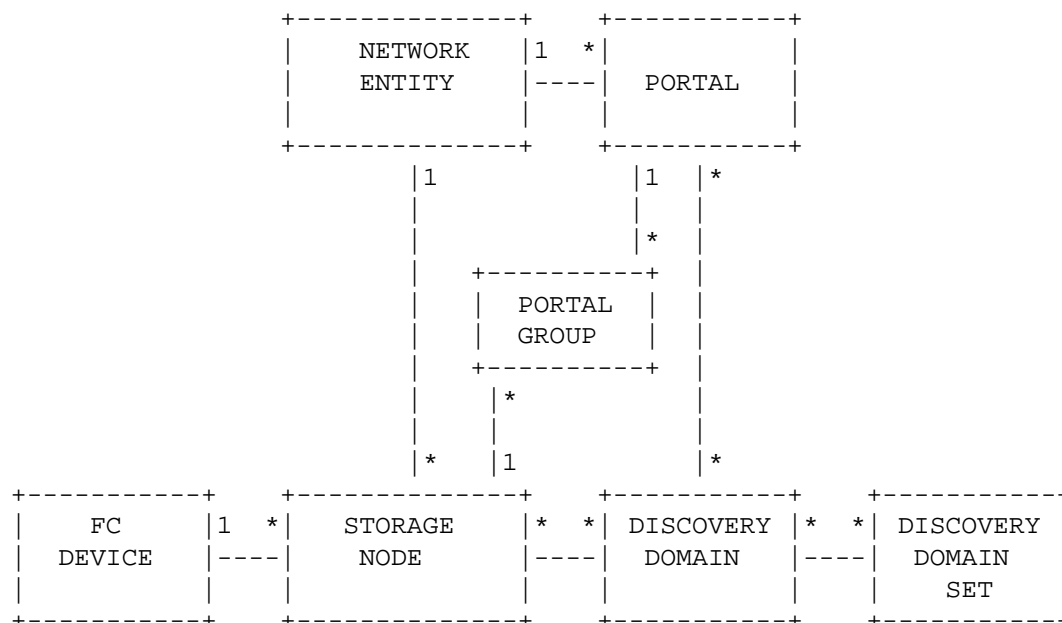 +--------------+     +-----------+
|     NETWORK   |1  *|           |
|     ENTITY    |----|  PORTAL   |
|               |    |           |
+--------------+     +-----------+
|1 |1 |*
| | |
| |* |
| +----------+ |
| | PORTAL | |
| | GROUP | |
| +----------+ |
| |* |
| | |
|* |1 |*
+-----------+    +--------------+    +-----------+    +-----------
|    FC     |1  *|   STORAGE    |*  *| DISCOVERY |*  *| DISCOVERY
|  DEVICE   |----|    NODE      |----|  DOMAIN   |----|  DOMAIN
|           |    |              |    |           |    |    SET
+-----------+    +--------------+    +-----------+    +-----------